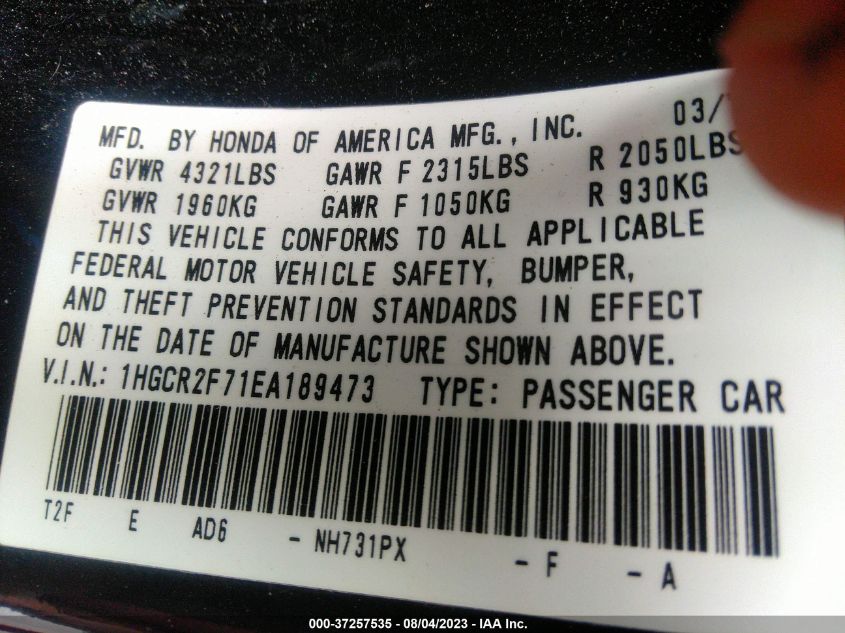 MFD. BY HONDA OF AMERICA MFG., INC. 03/
GVWR 4321LBS GAWR F 2315LBS R 2050LBS
GVWR 1960KG GAWR F 1050KG R 930KG
THIS VEHICLE CONFORMS TO ALL APPLICABLE
FEDERAL MOTOR VEHICLE SAFETY, BUMPER,
AND THEFT PREVENTION STANDARDS IN EFFECT
ON THE DATE OF MANUFACTURE SHOWN ABOVE.
V.I.N.: 1HGCR2F71EA189473 TYPE: PASSENGER CAR
T2F E AD6 - NH731PX - F - A
000-37257535 - 08/04/2023 - IAA Inc.